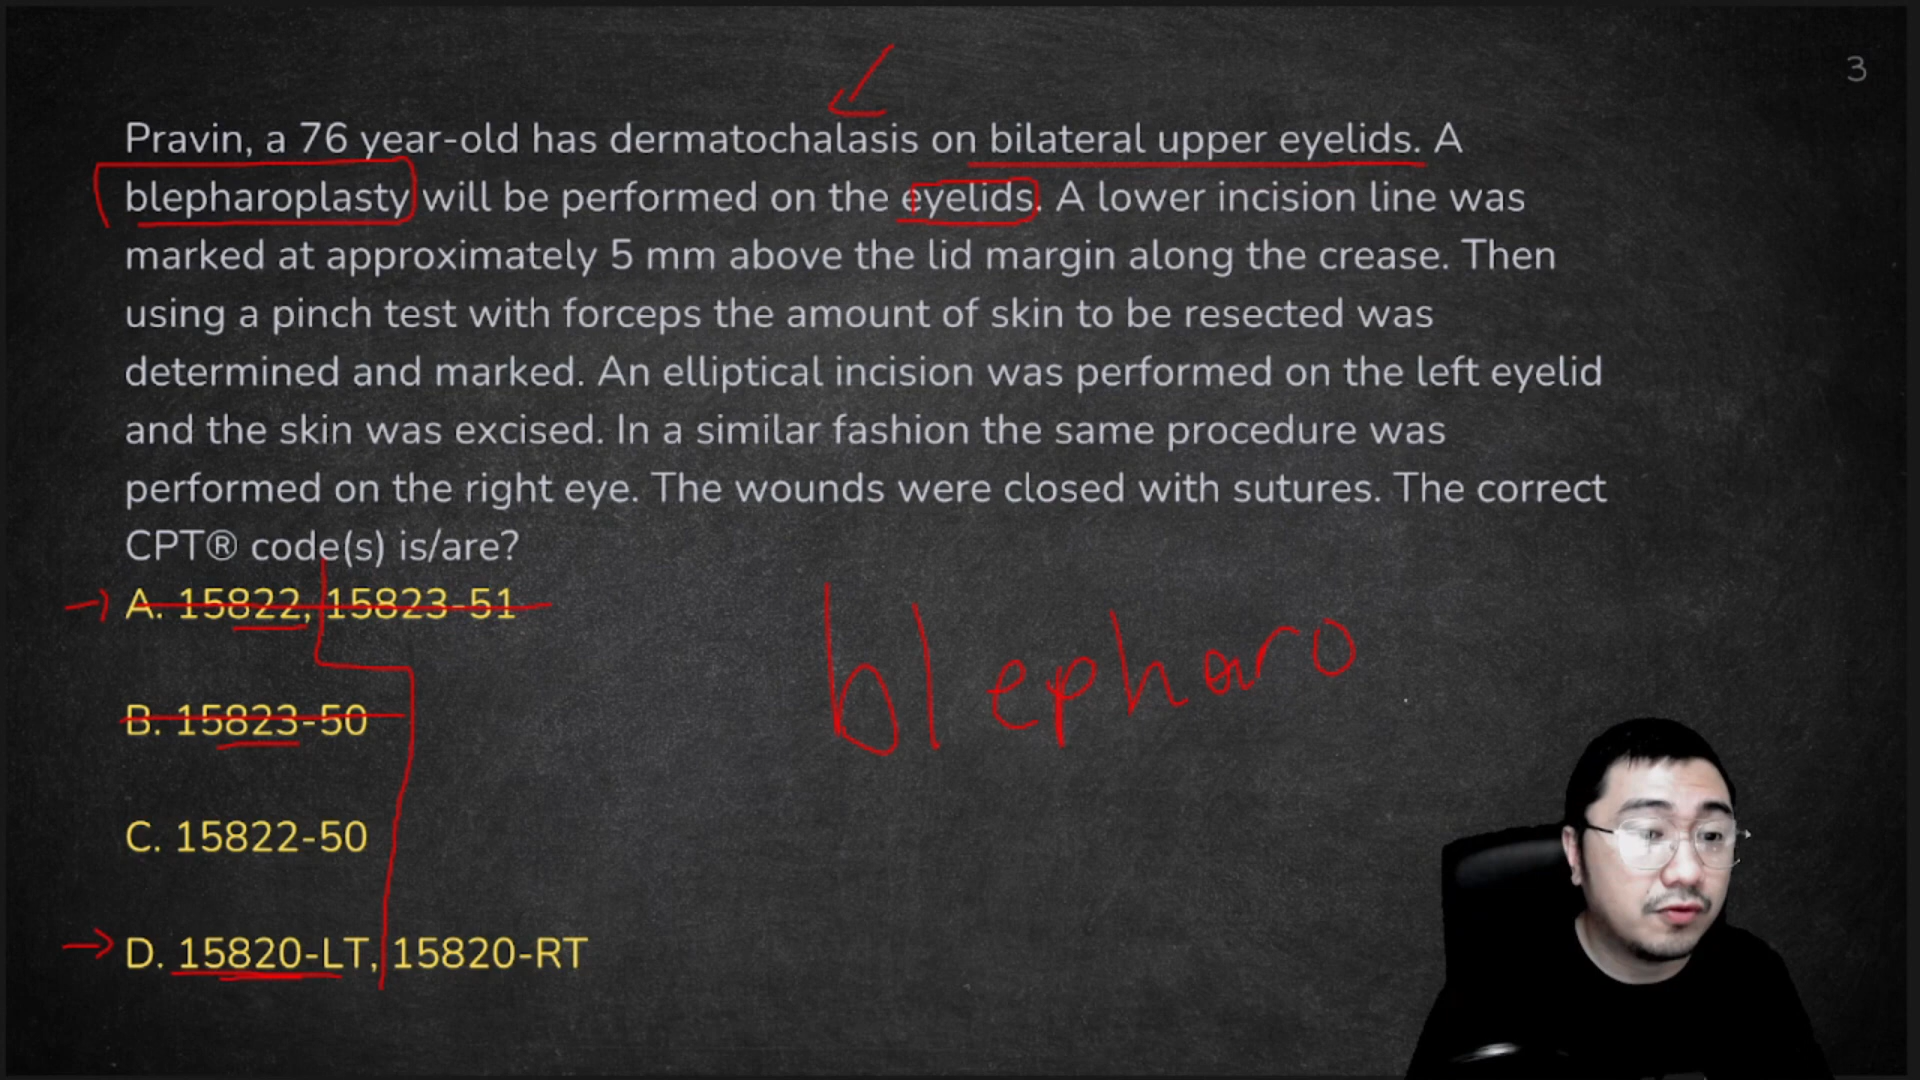 3
Pravin, a 76 year-old has dermatochalasis on bilateral upper eyelids. A
blepharoplasty will be performed on the eyelids. A lower incision line was
marked at approximately 5 mm above the lid margin along the crease. Then
using a pinch test with forceps the amount of skin to be resected was
determined and marked. An elliptical incision was performed on the left eyelid
and the skin was excised. In a similar fashion the same procedure was
performed on the right eye. The wounds were closed with sutures. The correct
CPT® code(s) is/are?
A. 15822, 15823-51
blepharo
B. 15823-50
C. 15822-50
D. 15820-LT, 15820-RT